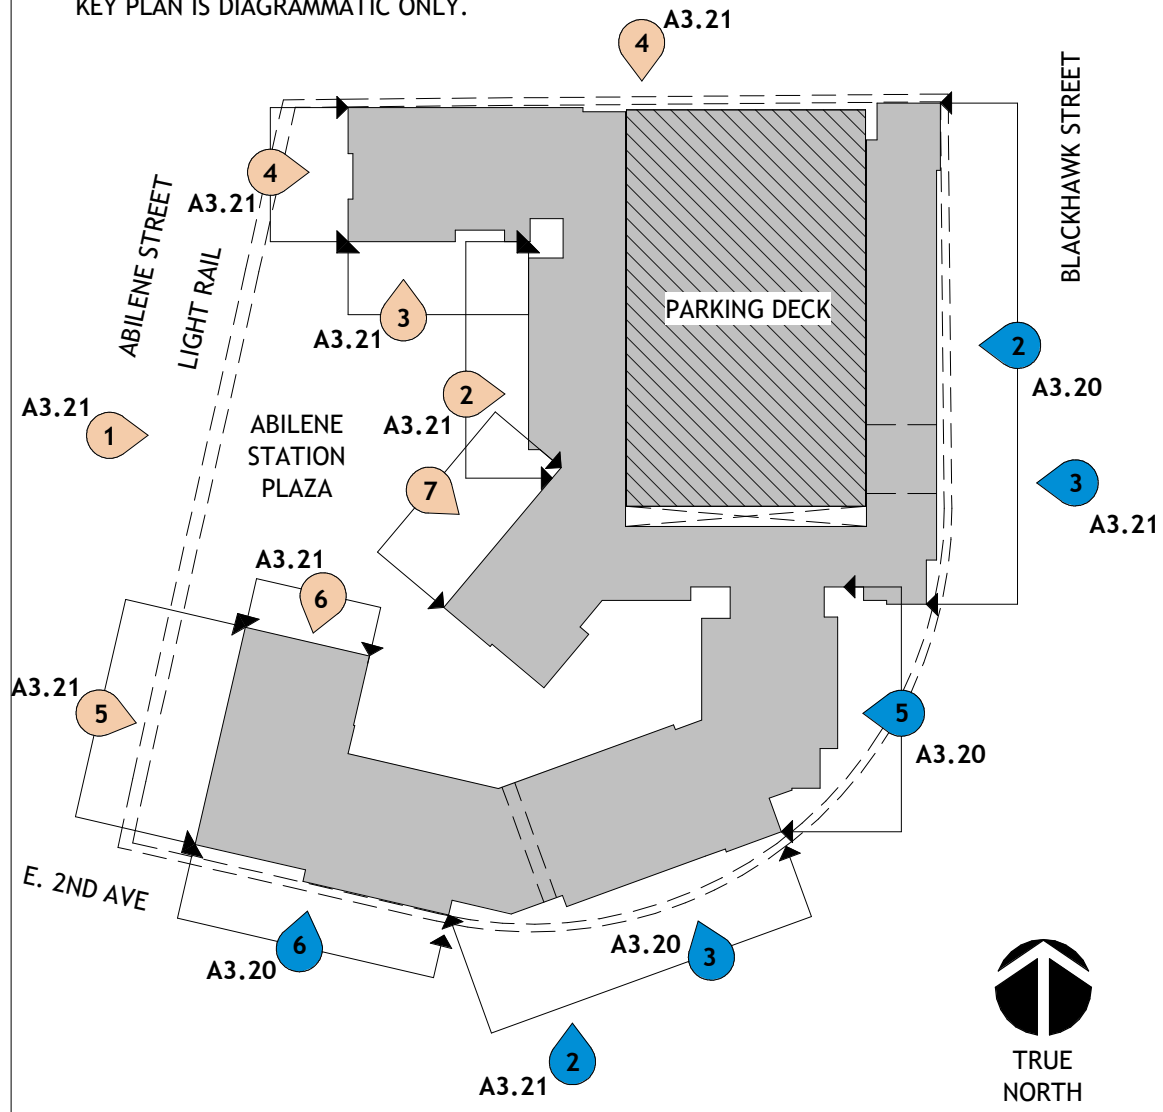 KEY PLAN IS DIAGRAMMATIC ONLY.
A3.21
4
BLACKHAWK STREET
4
A3.21
ABILENE STREET
LIGHT RAIL
3
A3.21
PARKING DECK
2
A3.20
2
A3.21
A3.21
1
ABILENE
STATION
PLAZA
7
3
A3.21
A3.21
6
A3.21
5
5
A3.20
E. 2ND AVE
6
A3.20
A3.20
3
2
A3.21
TRUE
NORTH